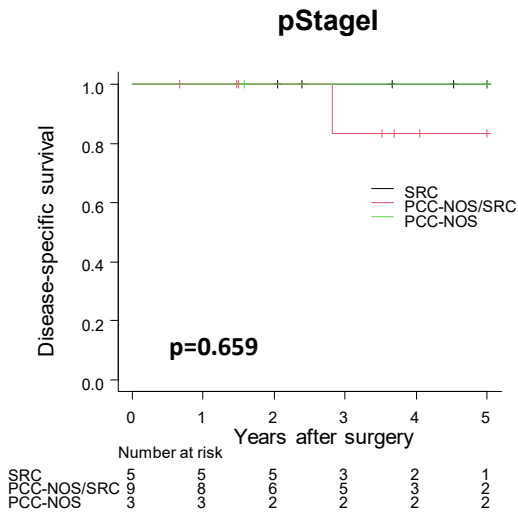 pStageI
Disease-specific survival
1.0
0.8
0.6
0.4
0.2
0.0
SRC
PCC-NOS/SRC
PCC-NOS
p=0.659
0 1 2 3 4 5
Years after surgery
Number at risk
SRC 5 5 5 3 2 1
PCC-NOS/SRC 9 8 6 5 3 2
PCC-NOS 3 3 2 2 2 2